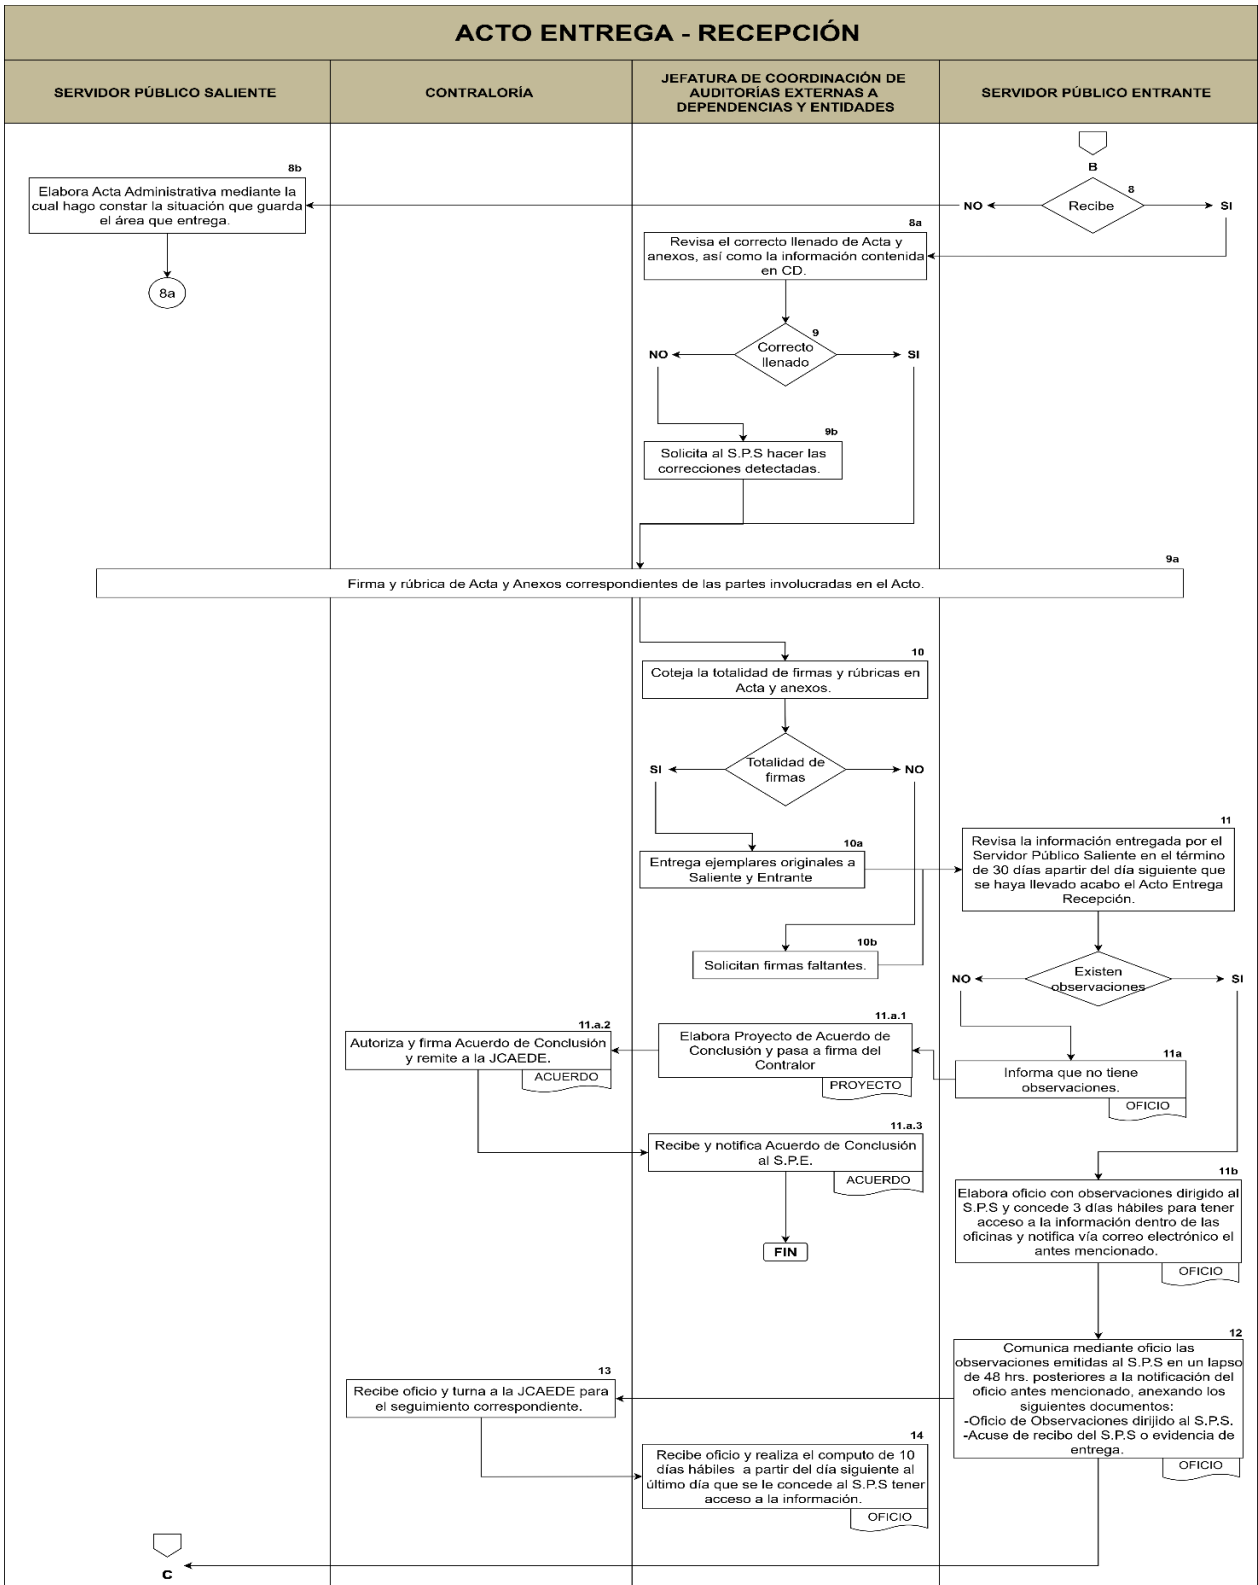 ACTO ENTREGA - RECEPCIÓN
SERVIDOR PÚBLICO SALIENTE
CONTRALORÍA
JEFATURA DE COORDINACIÓN DE
AUDITORÍAS EXTERNAS A
DEPENDENCIAS Y ENTIDADES
SERVIDOR PÚBLICO ENTRANTE
B
8
Recibe
NO
SI
8b
Elabora Acta Administrativa mediante la
cual hago constar la situación que guarda
el área que entrega.
8a
8a
Revisa el correcto llenado de Acta y
anexos, así como la información contenida
en CD.
9
Correcto
llenado
NO
SI
9b
Solicita al S.P.S hacer las
correcciones detectadas.
9a
Firma y rúbrica de Acta y Anexos correspondientes de las partes involucradas en el Acto.
10
Coteja la totalidad de firmas y rúbricas en
Acta y anexos.
Totalidad de
firmas
SI
NO
10a
Entrega ejemplares originales a
Saliente y Entrante
10b
Solicitan firmas faltantes.
11
Revisa la información entregada por el
Servidor Público Saliente en el término
de 30 días apartir del día siguiente que
se haya llevado acabo el Acto Entrega
Recepción.
Existen
observaciones
NO
SI
11a
Informa que no tiene
observaciones.
OFICIO
11.a.1
Elabora Proyecto de Acuerdo de
Conclusión y pasa a firma del
Contralor
PROYECTO
11.a.2
Autoriza y firma Acuerdo de Conclusión
y remite a la JCAEDE.
ACUERDO
11.a.3
Recibe y notifica Acuerdo de Conclusión
al S.P.E.
ACUERDO
FIN
11b
Elabora oficio con observaciones dirigido al
S.P.S y concede 3 días hábiles para tener
acceso a la información dentro de las
oficinas y notifica vía correo electrónico el
antes mencionado.
OFICIO
12
Comunica mediante oficio las
observaciones emitidas al S.P.S en un lapso
de 48 hrs. posteriores a la notificación del
oficio antes mencionado, anexando los
siguientes documentos:
-Oficio de Observaciones dirijido al S.P.S.
-Acuse de recibo del S.P.S o evidencia de
entrega.
OFICIO
13
Recibe oficio y turna a la JCAEDE para
el seguimiento correspondiente.
14
Recibe oficio y realiza el computo de 10
días hábiles a partir del día siguiente al
último día que se le concede al S.P.S tener
acceso a la información.
OFICIO
C